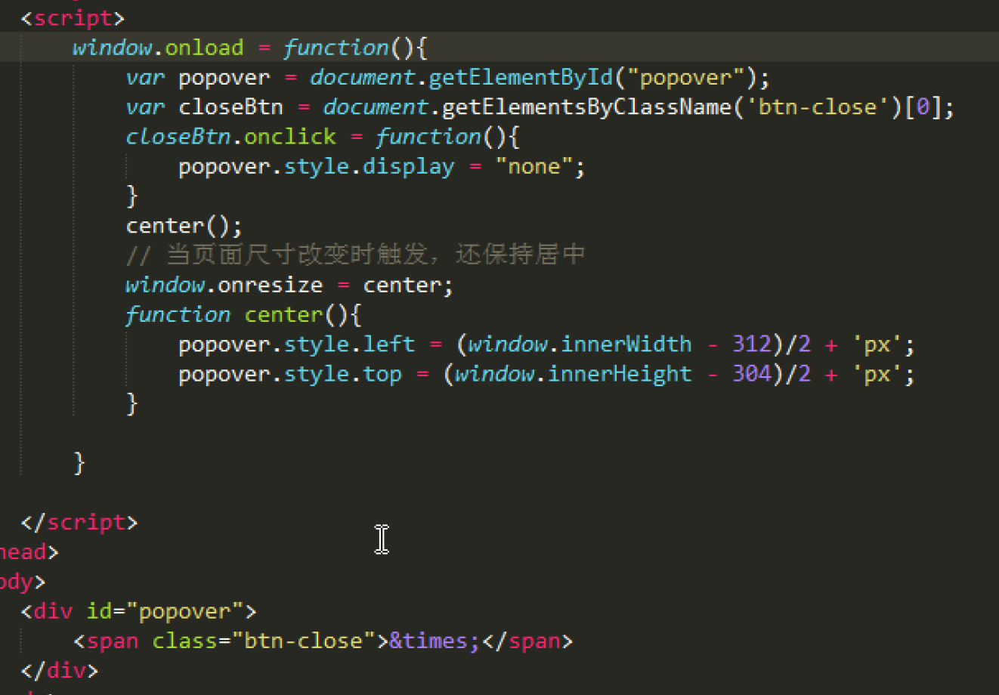 <script>
window.onload = function(){
var popover = document.getElementById("popover");
var closeBtn = document.getElementsByClassName('btn-close')[0];
closeBtn.onclick = function(){
popover.style.display = "none";
}
center();
// 当页面尺寸改变时触发，还保持居中
window.onresize = center;
function center(){
popover.style.left = (window.innerWidth - 312)/2 + 'px';
popover.style.top = (window.innerHeight - 304)/2 + 'px';
}
}
</script>
head>
ody>
<div id="popover">
<span class="btn-close">&times;</span>
</div>